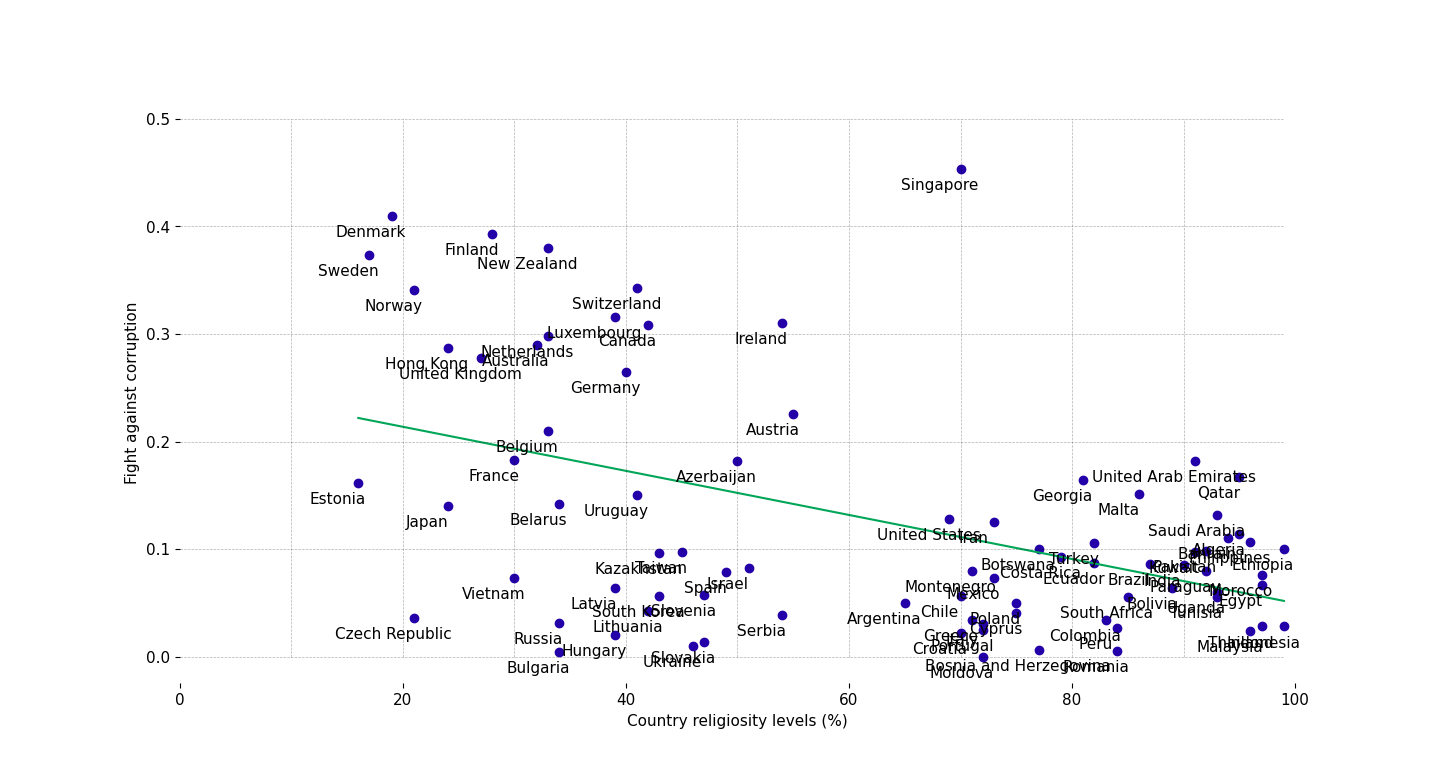 0.5
Singapore
0.4
Denmark
Finland
New Zealand
Sweden
Norway
Switzerland
0.3
Luxembourg
Canada
Ireland
Netherlands
Australia
Hong Kong
United Kingdom
Germany
Fight against corruption
Austria
0.2
Belgium
France
Azerbaijan
United Arab Emirates
Qatar
Estonia
Georgia
Malta
Japan
Belarus
Uruguay
Saudi Arabia
United States
Iran
0.1
Algeria
Bahrain
Philippines
Turkey
Botswana
Ethiopia
Kazakhstan
Taiwan
Pakistan
Kuwait
Costa Rica
Ecuador
Brazil
India
Israel
Spain
Montenegro
Mexico
Paraguay
Morocco
Vietnam
Latvia
South Korea
Slovenia
Chile
Bolivia
Uganda
Egypt
Tunisia
South Africa
Argentina
Poland
Cyprus
Lithuania
Serbia
Czech Republic
Russia
Greece
Italy
Portugal
Colombia
Peru
Croatia
Hungary
Thailand
Indonesia
Malaysia
0.0
Slovakia
Ukraine
Bulgaria
Bosnia and Herzegovina
Romania
Moldova
0 20 40 60 80 100
Country religiosity levels (%)